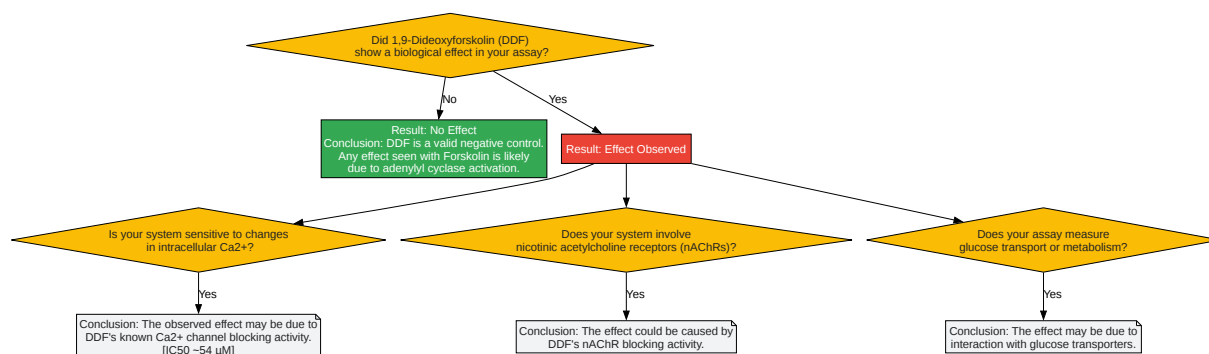 Did 1,9-Dideoxyforskolin (DDF)
show a biological effect in your assay?
No
Yes
Result: No Effect
Conclusion: DDF is a valid negative control.
Any effect seen with Forskolin is likely
due to adenylyl cyclase activation.
Result: Effect Observed
Is your system sensitive to changes
in intracellular Ca2+?
Does your system involve
nicotinic acetylcholine receptors (nAChRs)?
Does your assay measure
glucose transport or metabolism?
Yes
Yes
Yes
Conclusion: The observed effect may be due to
DDF's known Ca2+ channel blocking activity.
[IC50 ~54 µM]
Conclusion: The effect could be caused by
DDF's nAChR blocking activity.
Conclusion: The effect may be due to
interaction with glucose transporters.